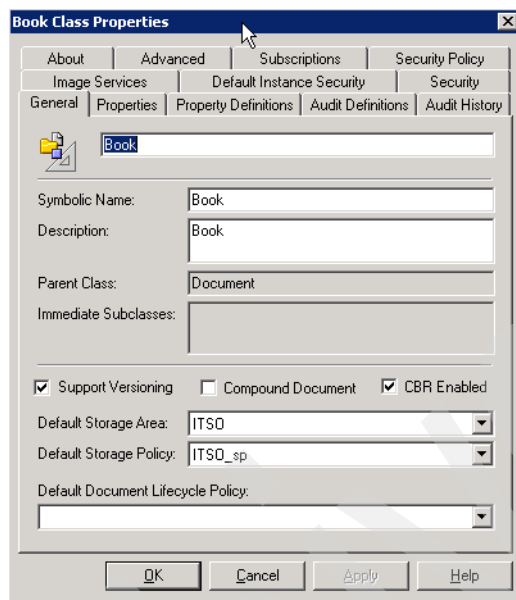 Book Class Properties
About Advanced Subscriptions Security Policy
Image Services Default Instance Security Security
General Properties Property Definitions Audit Definitions Audit History
Book
Symbolic Name: Book
Description: Book
Parent Class: Document
Immediate Subclasses:
Support Versioning Compound Document CBR Enabled
Default Storage Area: ITSO
Default Storage Policy: ITSO_sp
Default Document Lifecycle Policy:
OK Cancel Apply Help